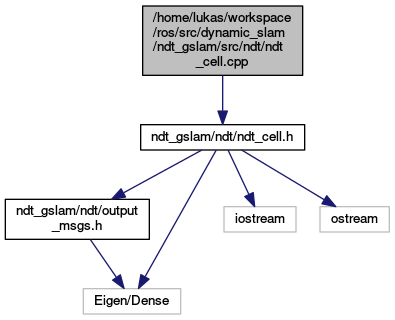 /home/lukas/workspace
/ros/src/dynamic_slam
/ndt_gslam/src/ndt/ndt
_cell.cpp
ndt_gslam/ndt/ndt_cell.h
ndt_gslam/ndt/output
_msgs.h
iostream
ostream
Eigen/Dense